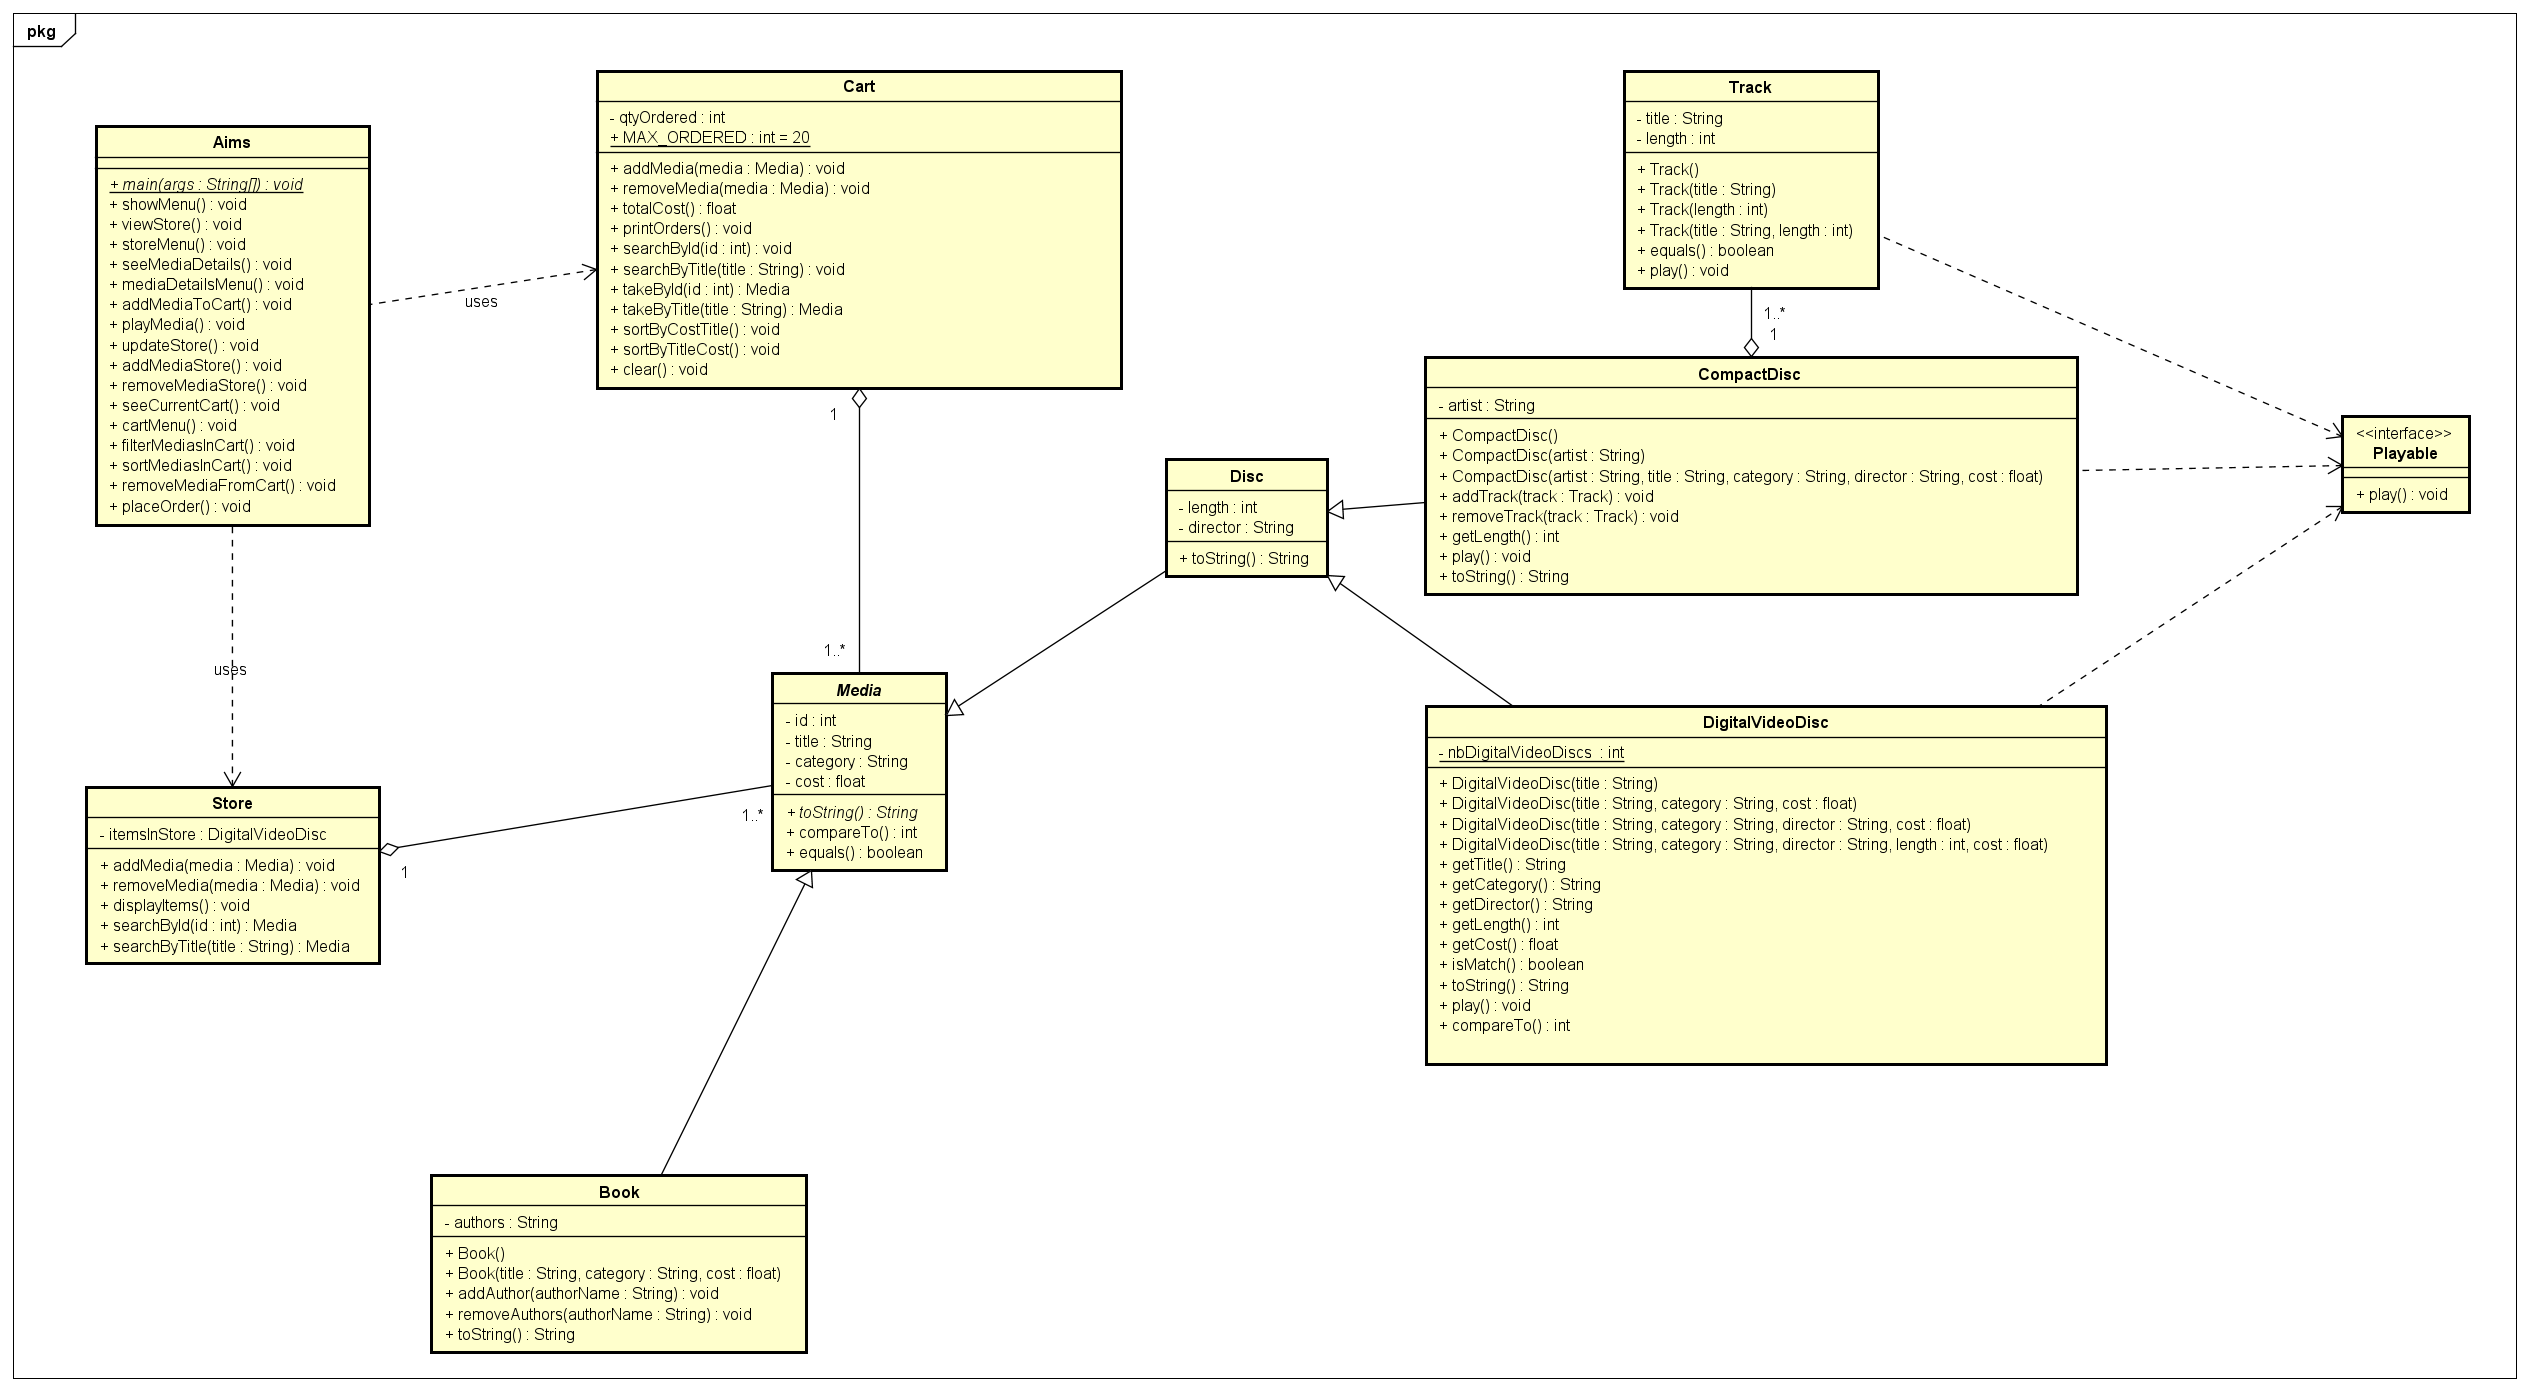 pkg
Aims
+ main(args : String[]) : void
+ showMenu() : void
+ viewStore() : void
+ storeMenu() : void
+ seeMediaDetails() : void
+ mediaDetailsMenu() : void
+ addMediaToCart() : void
+ playMedia() : void
+ updateStore() : void
+ addMediaStore() : void
+ removeMediaStore() : void
+ seeCurrentCart() : void
+ cartMenu() : void
+ filterMediasInCart() : void
+ sortMediasInCart() : void
+ removeMediaFromCart() : void
+ placeOrder() : void
uses
Cart
- qtyOrdered : int
+ MAX_ORDERED : int = 20
+ addMedia(media : Media) : void
+ removeMedia(media : Media) : void
+ totalCost() : float
+ printOrders() : void
+ searchById(id : int) : void
+ searchByTitle(title : String) : void
+ takeById(id : int) : Media
+ takeByTitle(title : String) : Media
+ sortByCostTitle() : void
+ sortByTitleCost() : void
+ clear() : void
1
1..*
Track
- title : String
- length : int
+ Track()
+ Track(title : String)
+ Track(length : int)
+ Track(title : String, length : int)
+ equals() : boolean
+ play() : void
1..*
1
CompactDisc
- artist : String
+ CompactDisc()
+ CompactDisc(artist : String)
+ CompactDisc(artist : String, title : String, category : String, director : String, cost : float)
+ addTrack(track : Track) : void
+ removeTrack(track : Track) : void
+ getLength() : int
+ play() : void
+ toString() : String
<<interface>>
Playable
+ play() : void
Disc
- length : int
- director : String
+ toString() : String
uses
Media
- id : int
- title : String
- category : String
- cost : float
+ toString() : String
+ compareTo() : int
+ equals() : boolean
1..*
1
Store
- itemsInStore : DigitalVideoDisc
+ addMedia(media : Media) : void
+ removeMedia(media : Media) : void
+ displayItems() : void
+ searchById(id : int) : Media
+ searchByTitle(title : String) : Media
DigitalVideoDisc
- nbDigitalVideoDiscs : int
+ DigitalVideoDisc(title : String)
+ DigitalVideoDisc(title : String, category : String, cost : float)
+ DigitalVideoDisc(title : String, category : String, director : String, cost : float)
+ DigitalVideoDisc(title : String, category : String, director : String, length : int, cost : float)
+ getTitle() : String
+ getCategory() : String
+ getDirector() : String
+ getLength() : int
+ getCost() : float
+ isMatch() : boolean
+ toString() : String
+ play() : void
+ compareTo() : int
Book
- authors : String
+ Book()
+ Book(title : String, category : String, cost : float)
+ addAuthor(authorName : String) : void
+ removeAuthors(authorName : String) : void
+ toString() : String